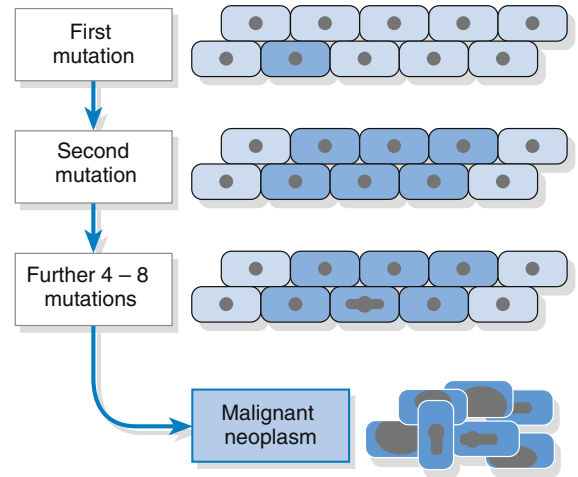 First
mutation
Second
mutation
Further 4 – 8
mutations
Malignant
neoplasm